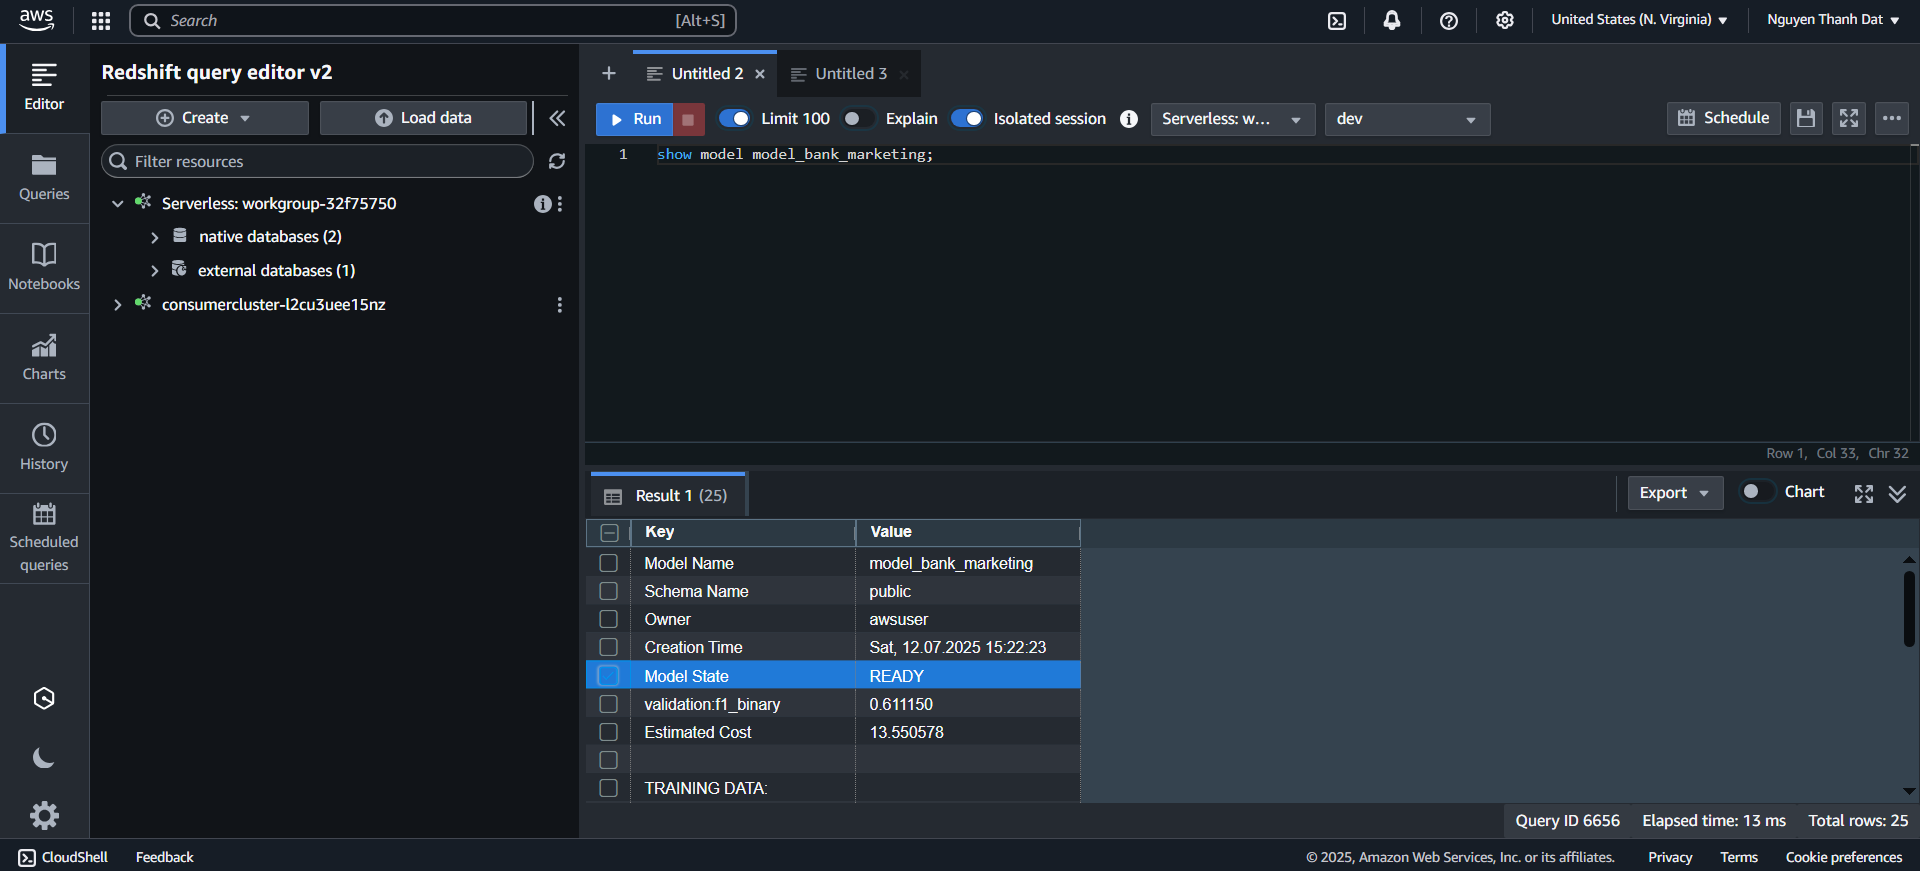 aws
Search [Alt+S]
United States (N. Virginia)
Nguyen Thanh Dat
Editor
Queries
Notebooks
Charts
History
Scheduled queries
Redshift query editor v2
Create
Load data
Filter resources
Serverless: workgroup-32f75750
native databases (2)
external databases (1)
consumercluster-l2cu3uee15nz
Untitled 2
Untitled 3
Run
Limit 100
Explain
Isolated session
Serverless: w...
dev
Schedule
1 show model model_bank_marketing;
Row 1, Col 33, Chr 32
Result 1 (25)
Export
Chart
Key Value
Model Name model_bank_marketing
Schema Name public
Owner awsuser
Creation Time Sat, 12.07.2025 15:22:23
Model State READY
validation:f1_binary 0.611150
Estimated Cost 13.550578
TRAINING DATA:
Query ID 6656 Elapsed time: 13 ms Total rows: 25
CloudShell Feedback
© 2025, Amazon Web Services, Inc. or its affiliates. Privacy Terms Cookie preferences